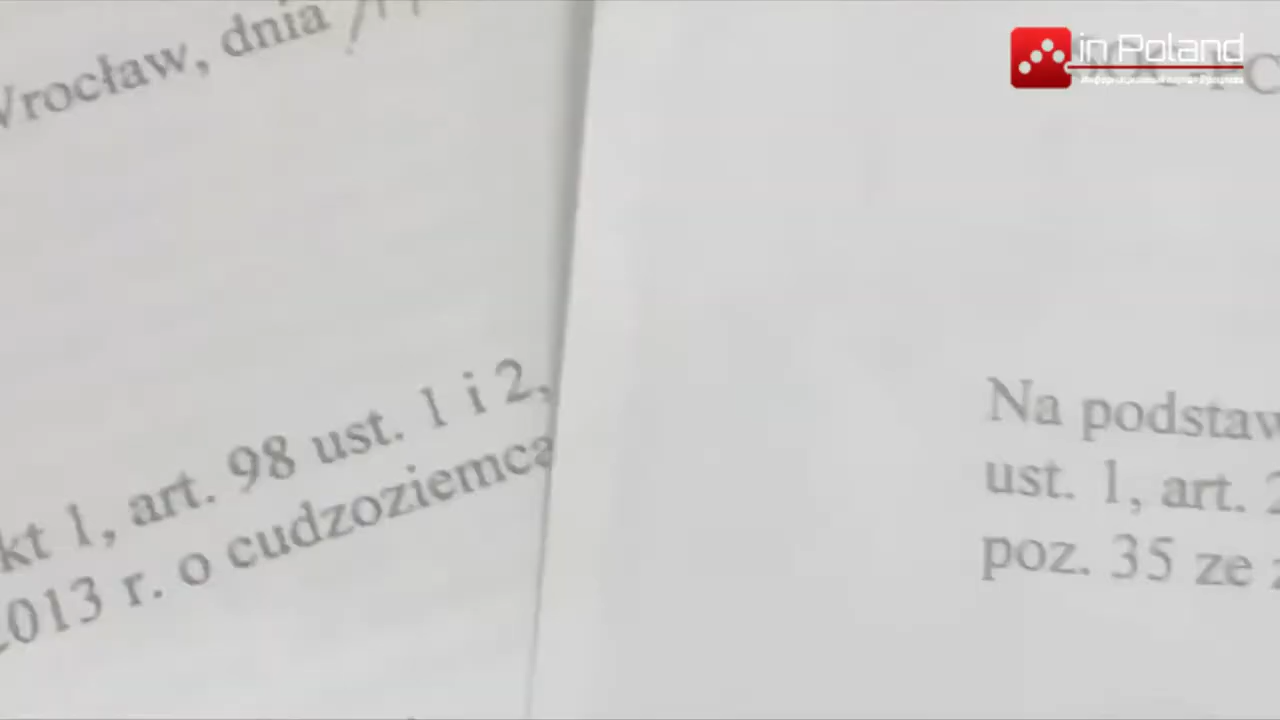 Wrocław, dnia
kt 1, art. 98 ust. 1 i 2,
2013 r. o cudzoziemca
in Poland
Na podstaw
ust. 1, art. 2
poz. 35 ze z